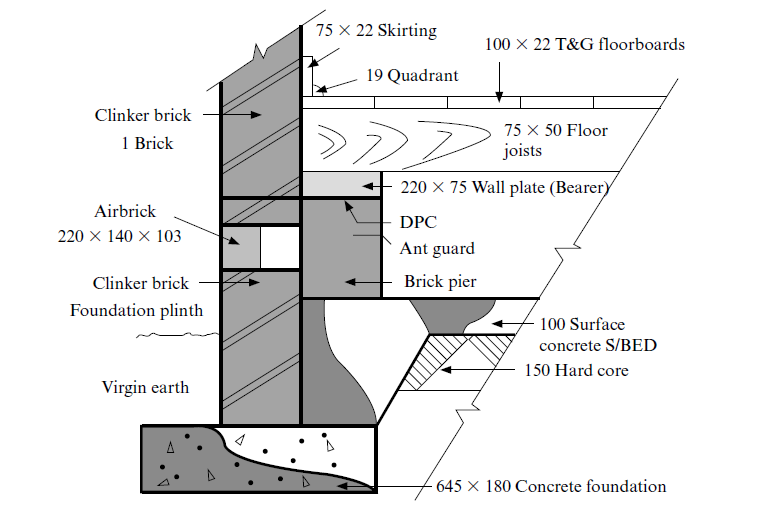 75 × 22 Skirting
100 × 22 T&G floorboards
19 Quadrant
Clinker brick
1 Brick
75 × 50 Floor
joists
220 × 75 Wall plate (Bearer)
Airbrick
220 × 140 × 103
DPC
Ant guard
Clinker brick
Foundation plinth
Brick pier
100 Surface
concrete S/BED
150 Hard core
Virgin earth
645 × 180 Concrete foundation